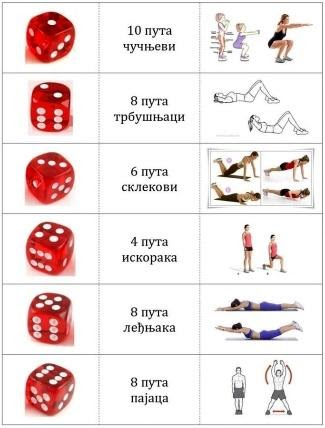 10 пута
чучњеви
8 пута
трбушњаци
6 пута
склекови
4 пута
искорака
8 пута
леђњака
8 пута
пајаца